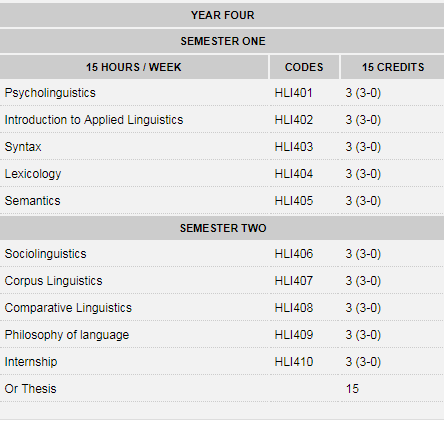 YEAR FOUR
SEMESTER ONE
15 HOURS / WEEK CODES 15 CREDITS
Psycholinguistics HLI401 3 (3-0)
Introduction to Applied Linguistics HLI402 3 (3-0)
Syntax HLI403 3 (3-0)
Lexicology HLI404 3 (3-0)
Semantics HLI405 3 (3-0)
SEMESTER TWO
Sociolinguistics HLI406 3 (3-0)
Corpus Linguistics HLI407 3 (3-0)
Comparative Linguistics HLI408 3 (3-0)
Philosophy of language HLI409 3 (3-0)
Internship HLI410 3 (3-0)
Or Thesis 15